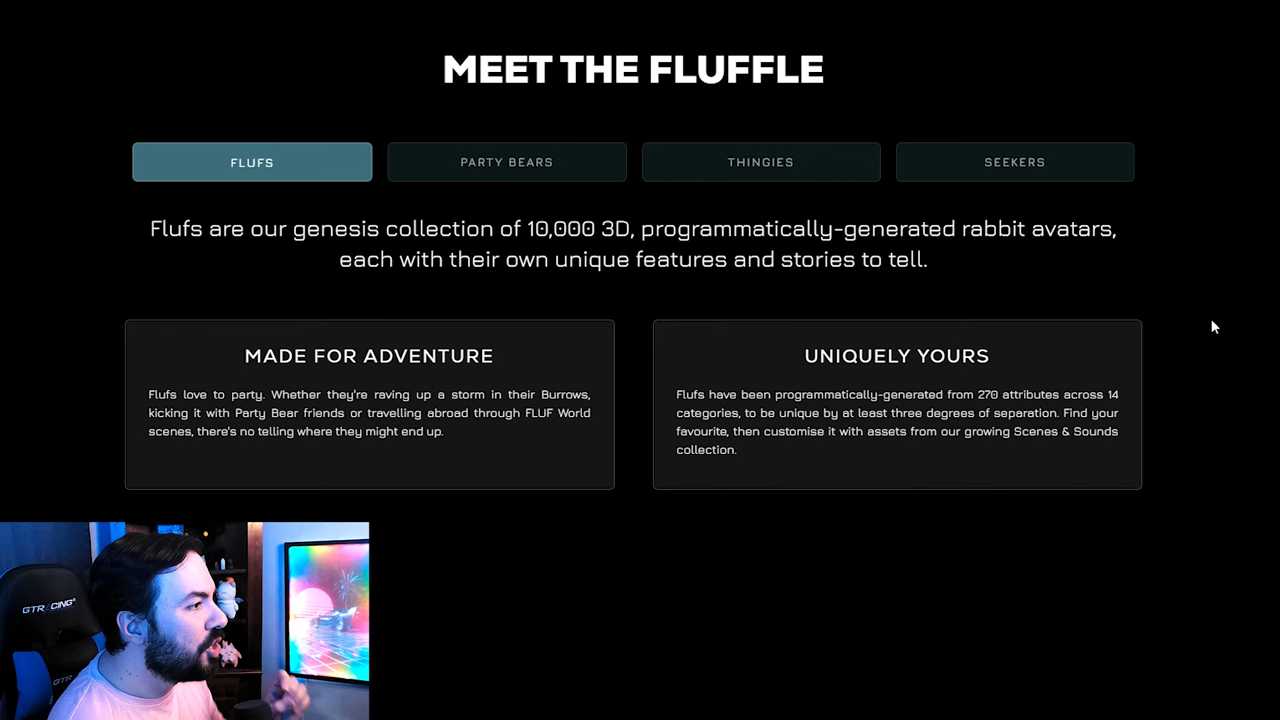 MEET THE FLUFFLE
FLUFS
PARTY BEARS
THINGIES
SEEKERS
Flufs are our genesis collection of 10,000 3D, programmatically-generated rabbit avatars,
each with their own unique features and stories to tell.
MADE FOR ADVENTURE
Flufs love to party. Whether they're raving up a storm in their Burrows,
kicking it with Party Bear friends or travelling abroad through FLUF World
scenes, there's no telling where they might end up.
UNIQUELY YOURS
Flufs have been programmatically-generated from 270 attributes across 14
categories, to be unique by at least three degrees of separation. Find your
favourite, then customise it with assets from our growing Scenes & Sounds
collection.
GTRACING